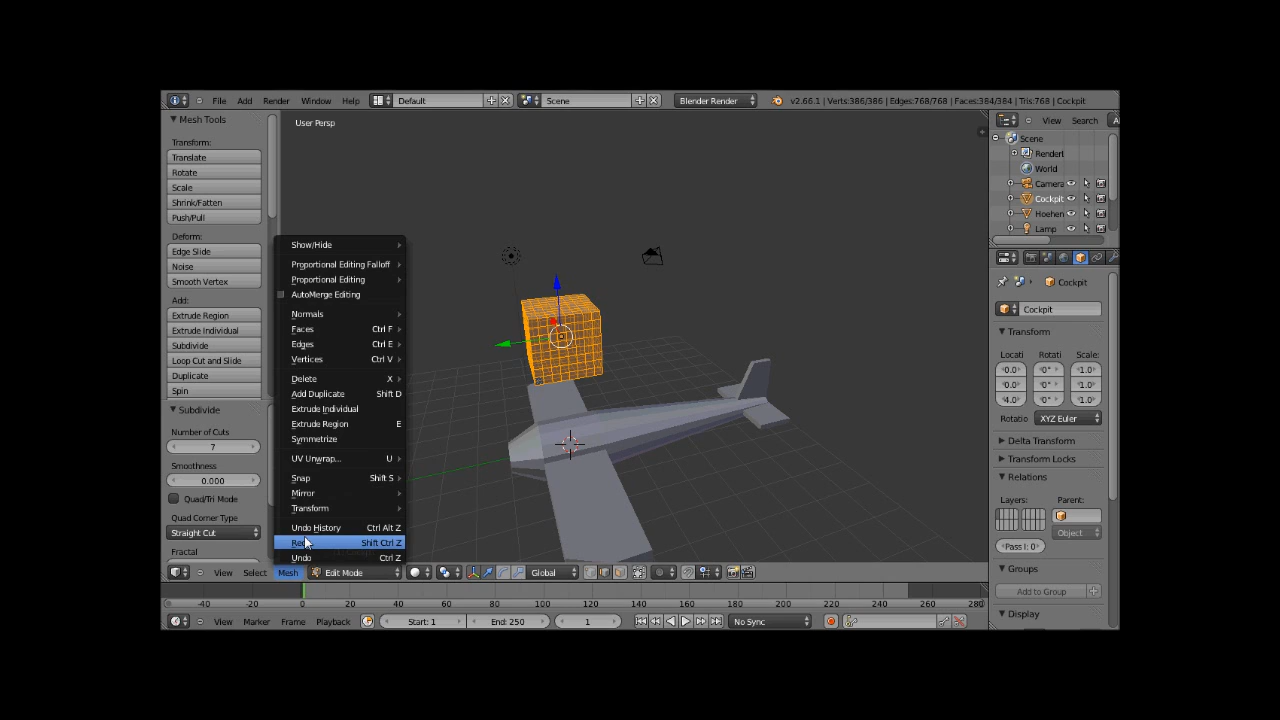 File Add Render Window Help Default Scene Blender Render v2.66.1 | Verts:386/386 | Edges:768/768 | Faces:384/384 | Tris:768 | Cockpit
Mesh Tools
Transform:
Translate
Rotate
Scale
Shrink/Fatten
Push/Pull
Deform:
Edge Slide
Noise
Smooth Vertex
Add:
Extrude Region
Extrude Individual
Subdivide
Loop Cut and Slide
Duplicate
Spin
Subdivide
Number of Cuts
7
Smoothness
0.000
Quad/Tri Mode
Quad Corner Type
Straight Cut
Fractal
User Persp
Show/Hide
Proportional Editing Falloff
Proportional Editing
AutoMerge Editing
Normals
Faces Ctrl F
Edges Ctrl E
Vertices Ctrl V
Delete X
Add Duplicate Shift D
Extrude Individual
Extrude Region E
Symmetrize
UV Unwrap... U
Snap Shift S
Mirror
Transform
Undo History Ctrl Alt Z
Shift Ctrl Z
Undo Ctrl Z
View Select Mesh Edit Mode Global
-40 -20 0 20 40 60 80 100 120 140 160 180 200 220 240 260 280
View Marker Frame Playback Start: 1 End: 250 1 No Sync
View Search
Scene
Renderl
World
Camera
Cockpit
Hoehen
Lamp
Cockpit
Cockpit
Transform
Locati Rotati Scale:
0.0 0° 1.0
0.0 0° 1.0
4.0 0° 1.0
Rotatio XYZ Euler
Delta Transform
Transform Locks
Relations
Layers: Parent:
Object
Pass I: 0
Groups
Add to Group
Display